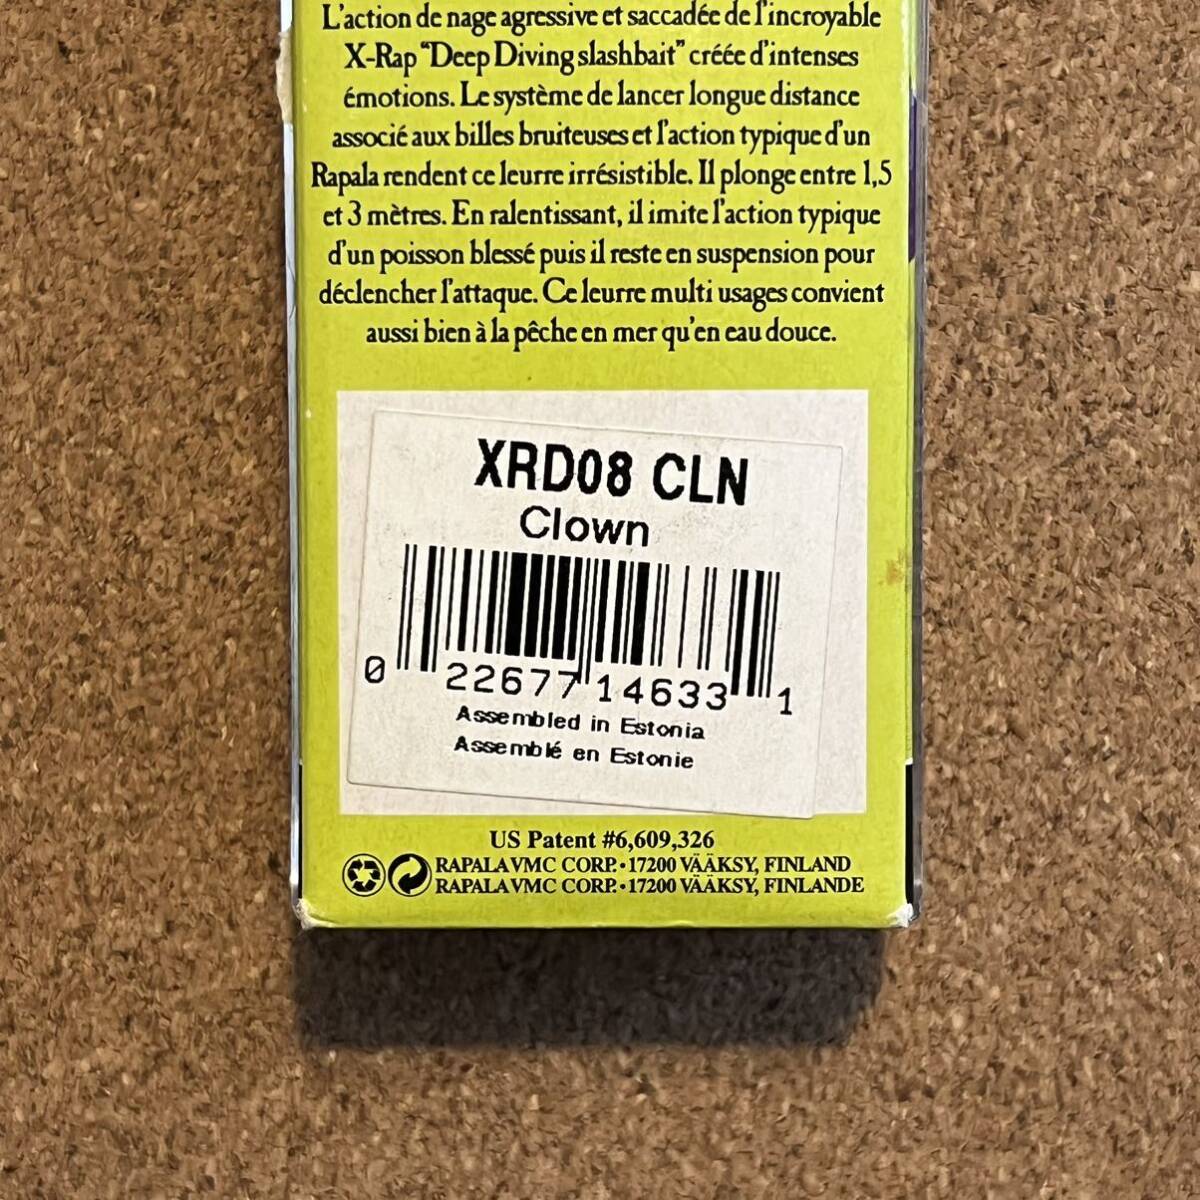 L'action de nage agressive et saccadée de l'incroyable
X-Rap "Deep Diving slashbait" créée d'intenses
émotions. Le système de lancer longue distance
associé aux billes bruiteuses et l'action typique d'un
Rapala rendent ce leurre irrésistible. Il plonge entre 1,5
et 3 mètres. En ralentissant, il imite l'action typique
d'un poisson blessé puis il reste en suspension pour
déclencher l'attaque. Ce leurre multi usages convient
aussi bien à la pêche en mer qu'en eau douce.
XRD08 CLN
Clown
0 22677 14633 1
Assembled in Estonia
Assemblé en Estonie
US Patent #6,609,326
RAPALA VMC CORP. • 17200 VÄÄKSY, FINLAND
RAPALA VMC CORP. • 17200 VÄÄKSY, FINLANDE